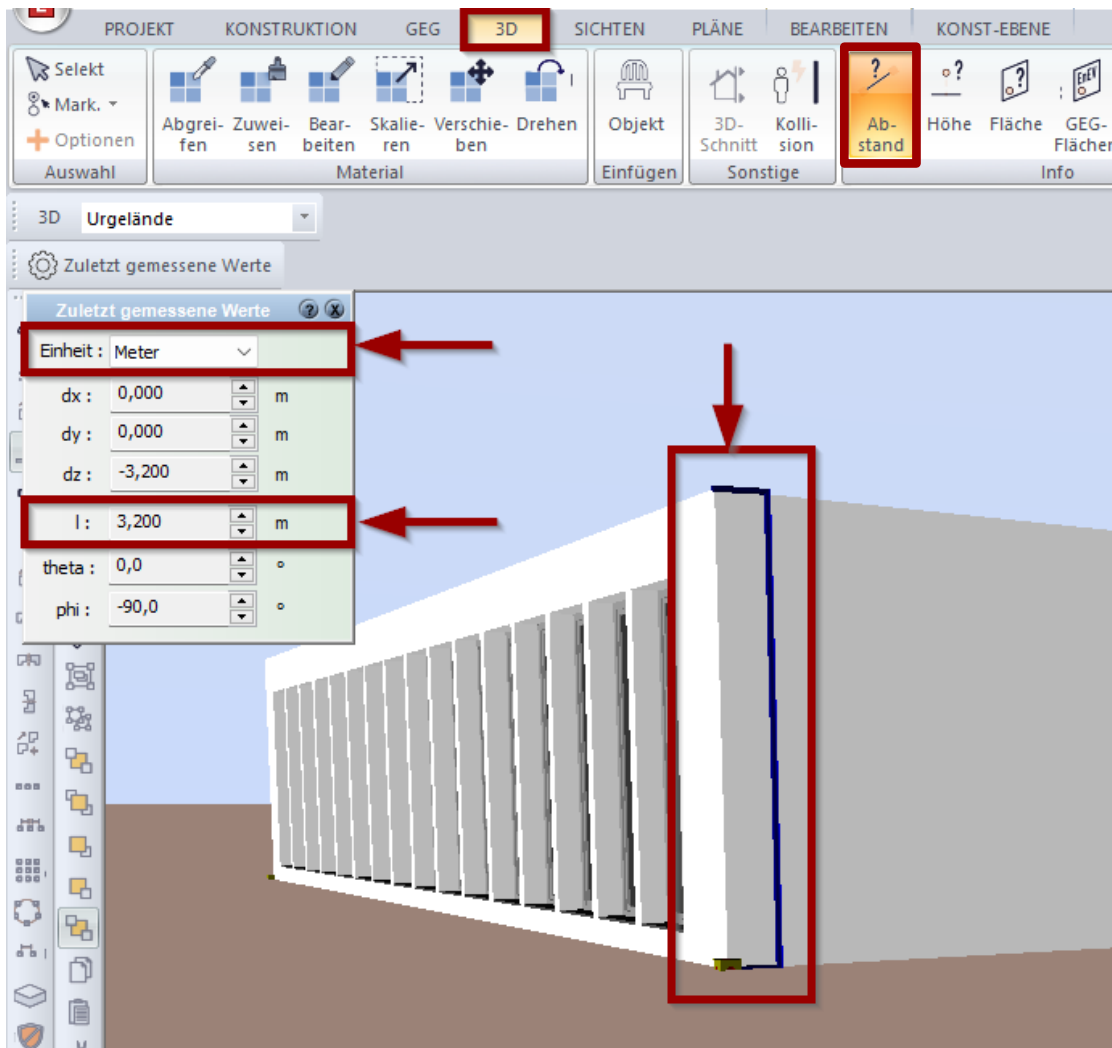 PROJEKT KONSTRUKTION GEG 3D SICHTEN PLÄNE BEARBEITEN KONST-EBENE
Selekt
Mark.
Optionen
Auswahl
Abgrei-
fen
Zuwei-
sen
Bear-
beiten
Skalie-
ren
Verschie-
ben
Drehen
Material
Objekt
Einfügen
3D-
Schnitt
Kolli-
sion
Sonstige
Ab-
stand
Höhe
Fläche
EnEV
GEG-
Flächen
Info
3D Urgelände
Zuletzt gemessene Werte
Zuletzt gemessene Werte
Einheit : Meter
dx : 0,000 m
dy : 0,000 m
dz : -3,200 m
l : 3,200 m
theta : 0,0 °
phi : -90,0 °